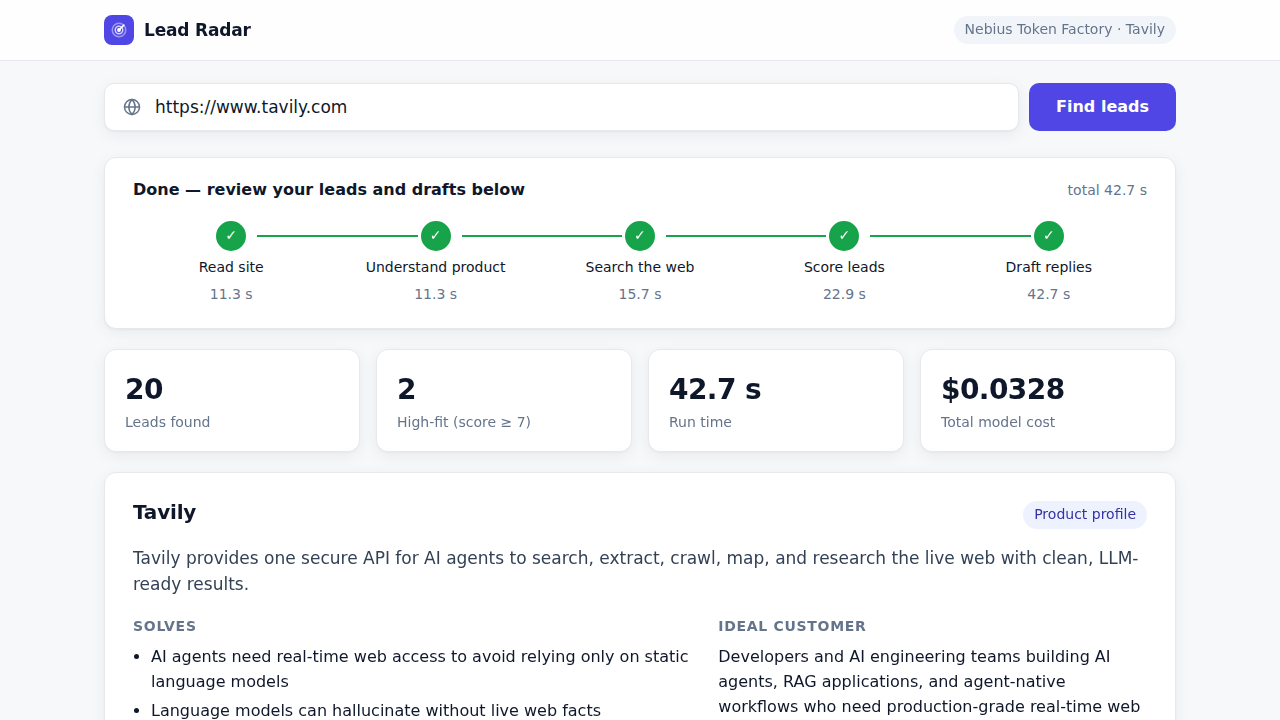 Lead Radar
Nebius Token Factory · Tavily
https://www.tavily.com
Find leads
Done — review your leads and drafts below
total 42.7 s
✓ ✓ ✓ ✓ ✓
Read site
Understand product
Search the web
Score leads
Draft replies
11.3 s
11.3 s
15.7 s
22.9 s
42.7 s
20
Leads found
2
High-fit (score ≥ 7)
42.7 s
Run time
$0.0328
Total model cost
Tavily
Product profile
Tavily provides one secure API for AI agents to search, extract, crawl, map, and research the live web with clean, LLM-
ready results.
SOLVES
• AI agents need real-time web access to avoid relying only on static
language models
• Language models can hallucinate without live web facts
IDEAL CUSTOMER
Developers and AI engineering teams building AI
agents, RAG applications, and agent-native
workflows who need production-grade real-time web